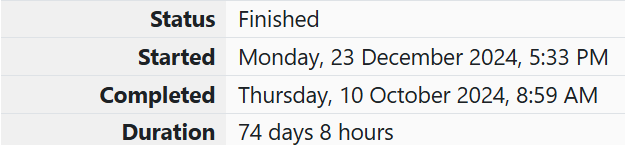 Status Finished
Started Monday, 23 December 2024, 5:33 PM
Completed Thursday, 10 October 2024, 8:59 AM
Duration 74 days 8 hours